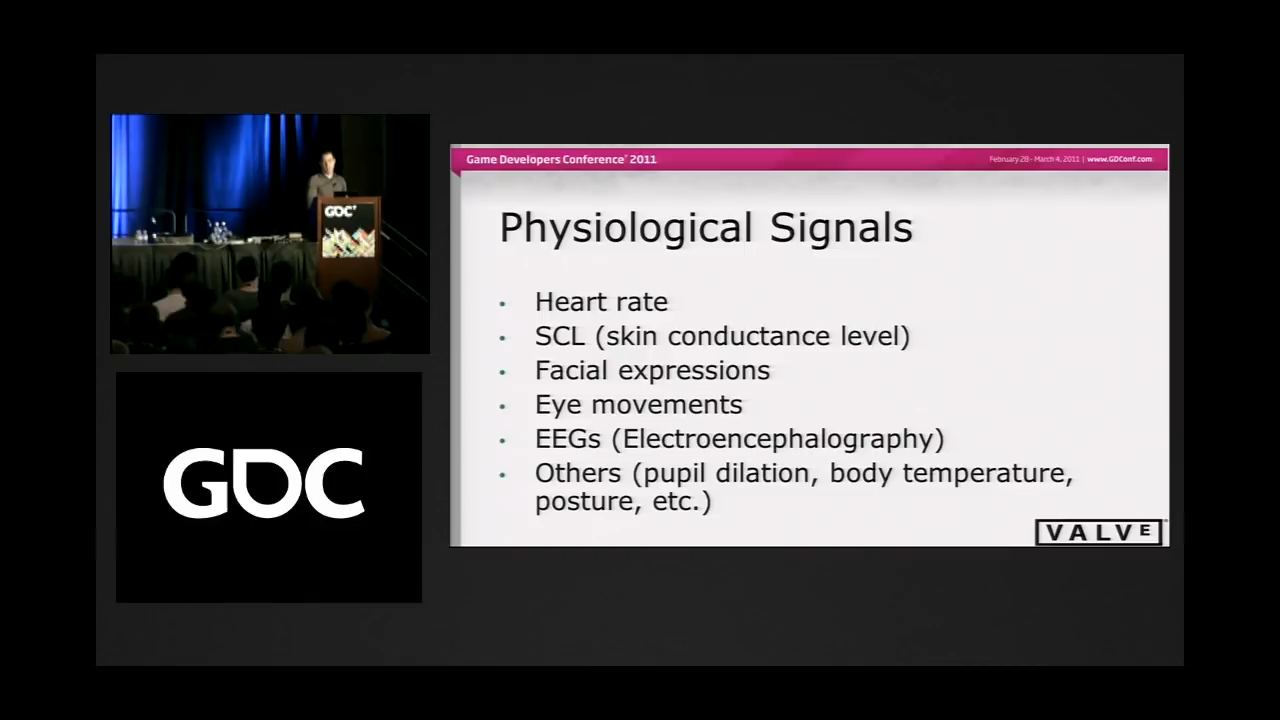 GDC
GDC
Game Developers Conference® 2011
February 28 - March 4, 2011 | www.GDConf.com
Physiological Signals
• Heart rate
• SCL (skin conductance level)
• Facial expressions
• Eye movements
• EEGs (Electroencephalography)
• Others (pupil dilation, body temperature,
posture, etc.)
VALVE®